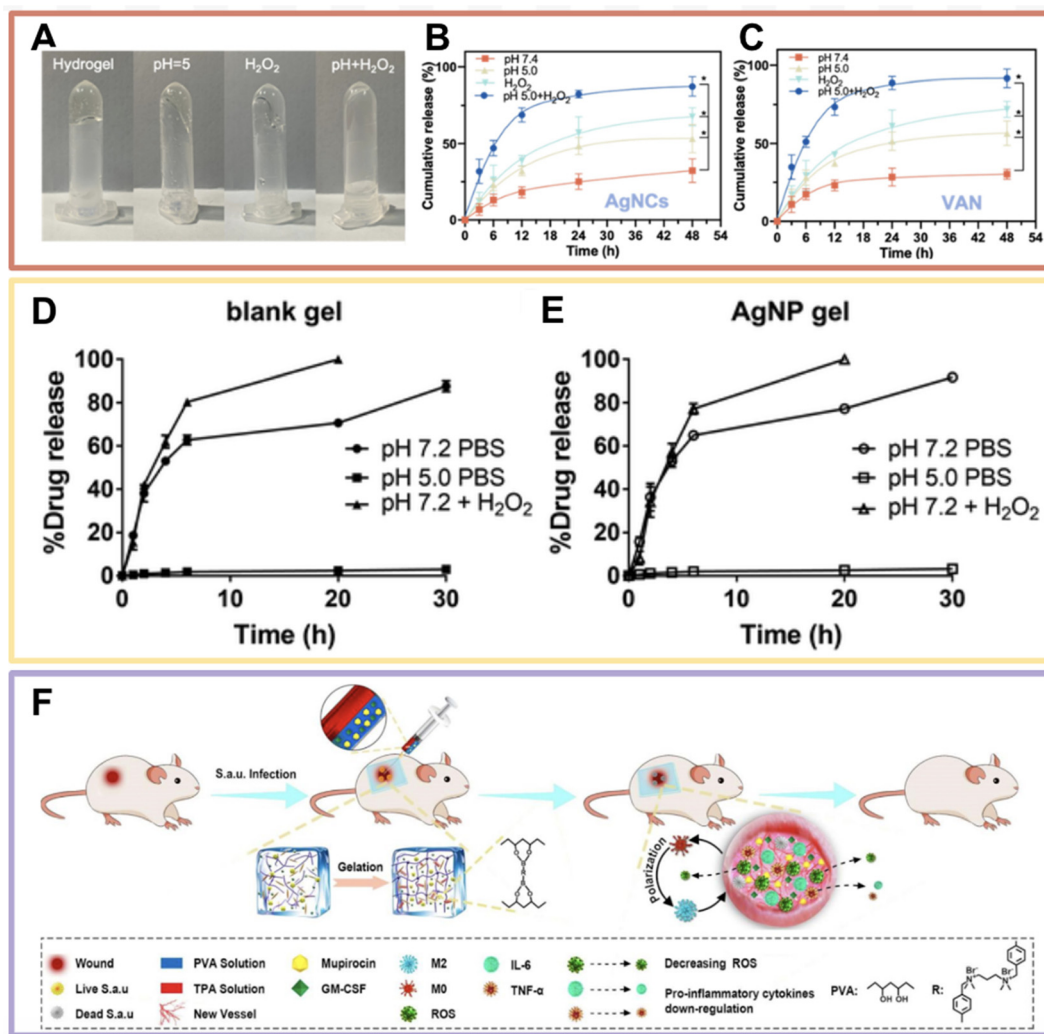 A
Hydrogel
pH=5
H₂O₂
pH+H₂O₂
B
Cumulative release (%)
100
75
50
25
0
pH 7.4
pH 5.0
H₂O₂
pH 5.0+H₂O₂
*
*
*
AgNCs
0 6 12 18 24 30 36 42 48 54
Time (h)
C
Cumulative release (%)
100
75
50
25
0
pH 7.4
pH 5.0
H₂O₂
pH 5.0+H₂O₂
*
*
*
VAN
0 6 12 18 24 30 36 42 48 54
Time (h)
D
blank gel
%Drug release
100
80
60
40
20
0
pH 7.2 PBS
pH 5.0 PBS
pH 7.2 + H₂O₂
0 10 20 30
Time (h)
E
AgNP gel
%Drug release
100
80
60
40
20
0
pH 7.2 PBS
pH 5.0 PBS
pH 7.2 + H₂O₂
0 10 20 30
Time (h)
F
S.a.u. Infection
Gelation
Polarization
Wound
PVA Solution
Mupirocin
M2
IL-6
Decreasing ROS
Live S.a.u
TPA Solution
GM-CSF
M0
TNF-α
Pro-inflammatory cytokines
down-regulation
Dead S.a.u
New Vessel
ROS
PVA:
OH OH
R:
Br⁻
N
N
Br⁻